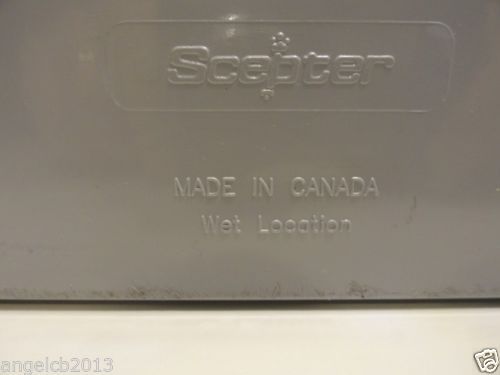 Scepter
MADE IN CANADA
Wet Location
angelcb2013